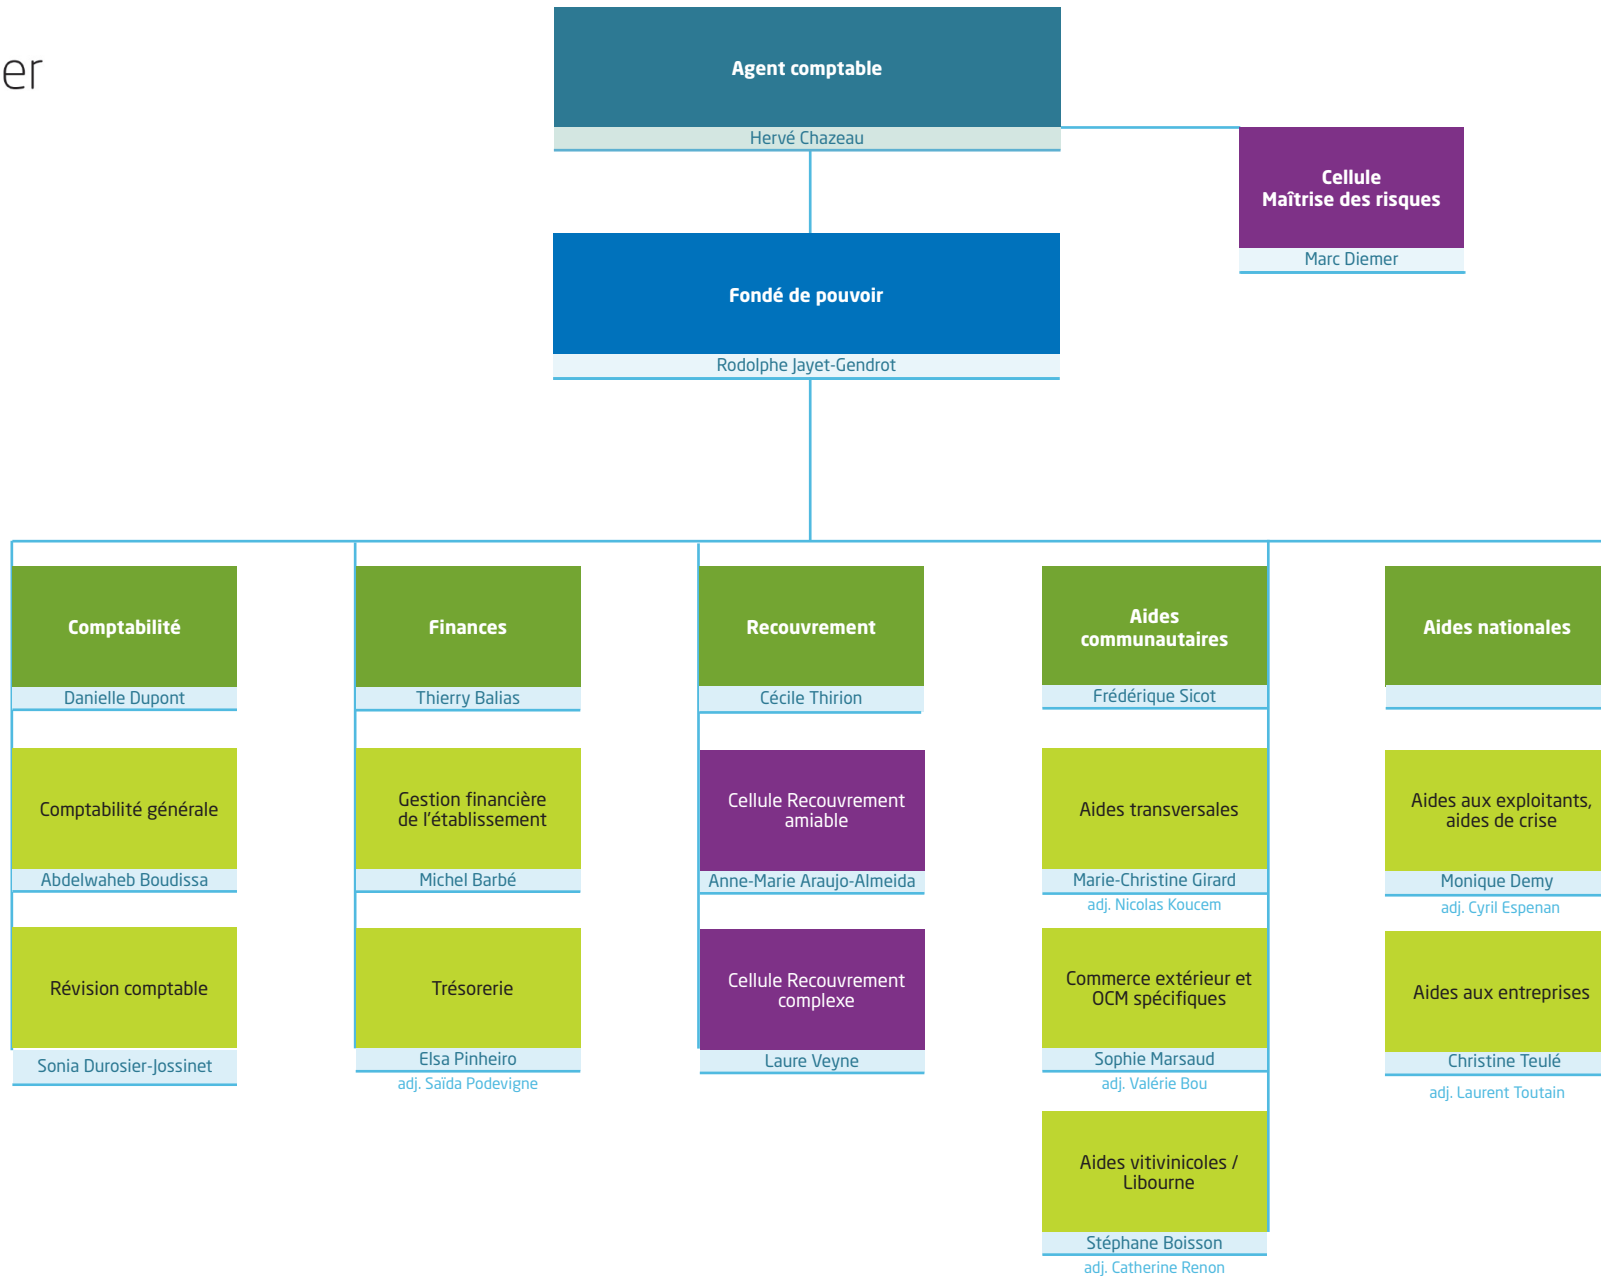 er
Agent comptable
Hervé Chazeau
Cellule
Maîtrise des risques
Marc Diemer
Fondé de pouvoir
Rodolphe Jayet-Gendrot
Comptabilité
Danielle Dupont
Comptabilité générale
Abdelwaheb Boudissa
Révision comptable
Sonia Durosier-Jossinet
Finances
Thierry Balias
Gestion financière
de l'établissement
Michel Barbé
Trésorerie
Elsa Pinheiro
adj. Saïda Podevigne
Recouvrement
Cécile Thirion
Cellule Recouvrement
amiable
Anne-Marie Araujo-Almeida
Cellule Recouvrement
complexe
Laure Veyne
Aides
communautaires
Frédérique Sicot
Aides transversales
Marie-Christine Girard
adj. Nicolas Koucem
Commerce extérieur et
OCM spécifiques
Sophie Marsaud
adj. Valérie Bou
Aides vitivinicoles /
Libourne
Stéphane Boisson
adj. Catherine Renon
Aides nationales
Aides aux exploitants,
aides de crise
Monique Demy
adj. Cyril Espenan
Aides aux entreprises
Christine Teulé
adj. Laurent Toutain